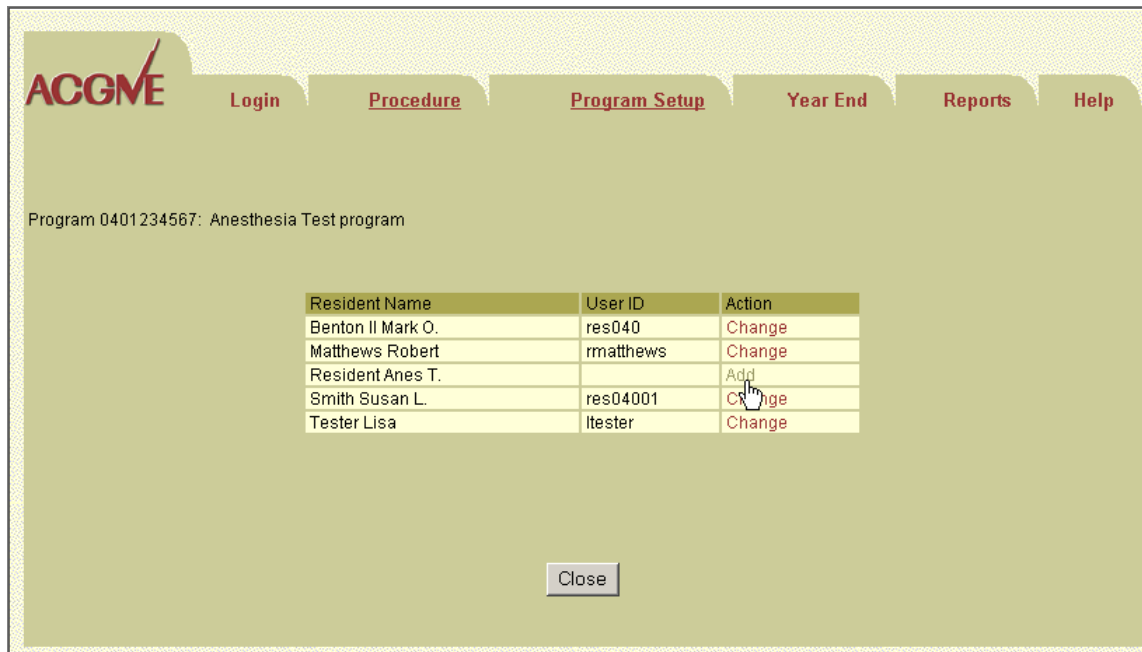 ACGME
Login Procedure Program Setup Year End Reports Help
Program 0401234567: Anesthesia Test program
Resident Name User ID Action
Benton II Mark O. res040 Change
Matthews Robert rmatthews Change
Resident Anes T. Add
Smith Susan L. res04001 Change
Tester Lisa ltester Change
Close